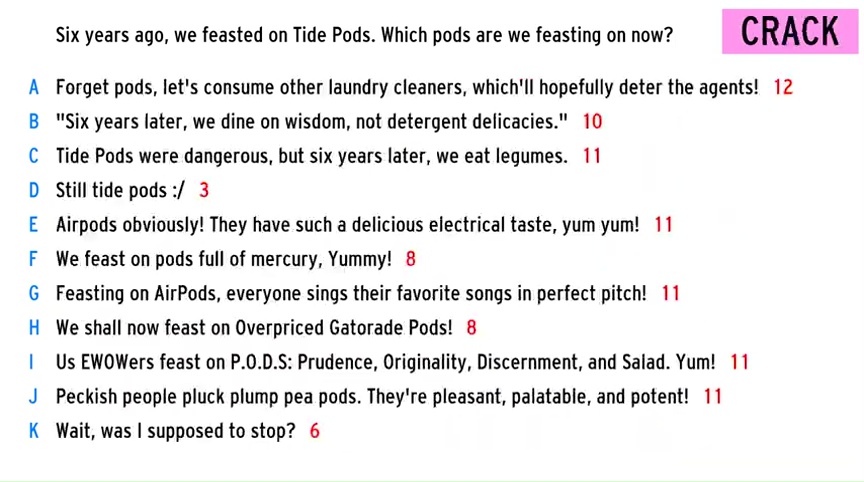 Six years ago, we feasted on Tide Pods. Which pods are we feasting on now?
CRACK
A Forget pods, let's consume other laundry cleaners, which'll hopefully deter the agents! 12
B "Six years later, we dine on wisdom, not detergent delicacies." 10
C Tide Pods were dangerous, but six years later, we eat legumes. 11
D Still tide pods :/ 3
E Airpods obviously! They have such a delicious electrical taste, yum yum! 11
F We feast on pods full of mercury, Yummy! 8
G Feasting on AirPods, everyone sings their favorite songs in perfect pitch! 11
H We shall now feast on Overpriced Gatorade Pods! 8
I Us EWOWers feast on P.O.D.S: Prudence, Originality, Discernment, and Salad. Yum! 11
J Peckish people pluck plump pea pods. They're pleasant, palatable, and potent! 11
K Wait, was I supposed to stop? 6